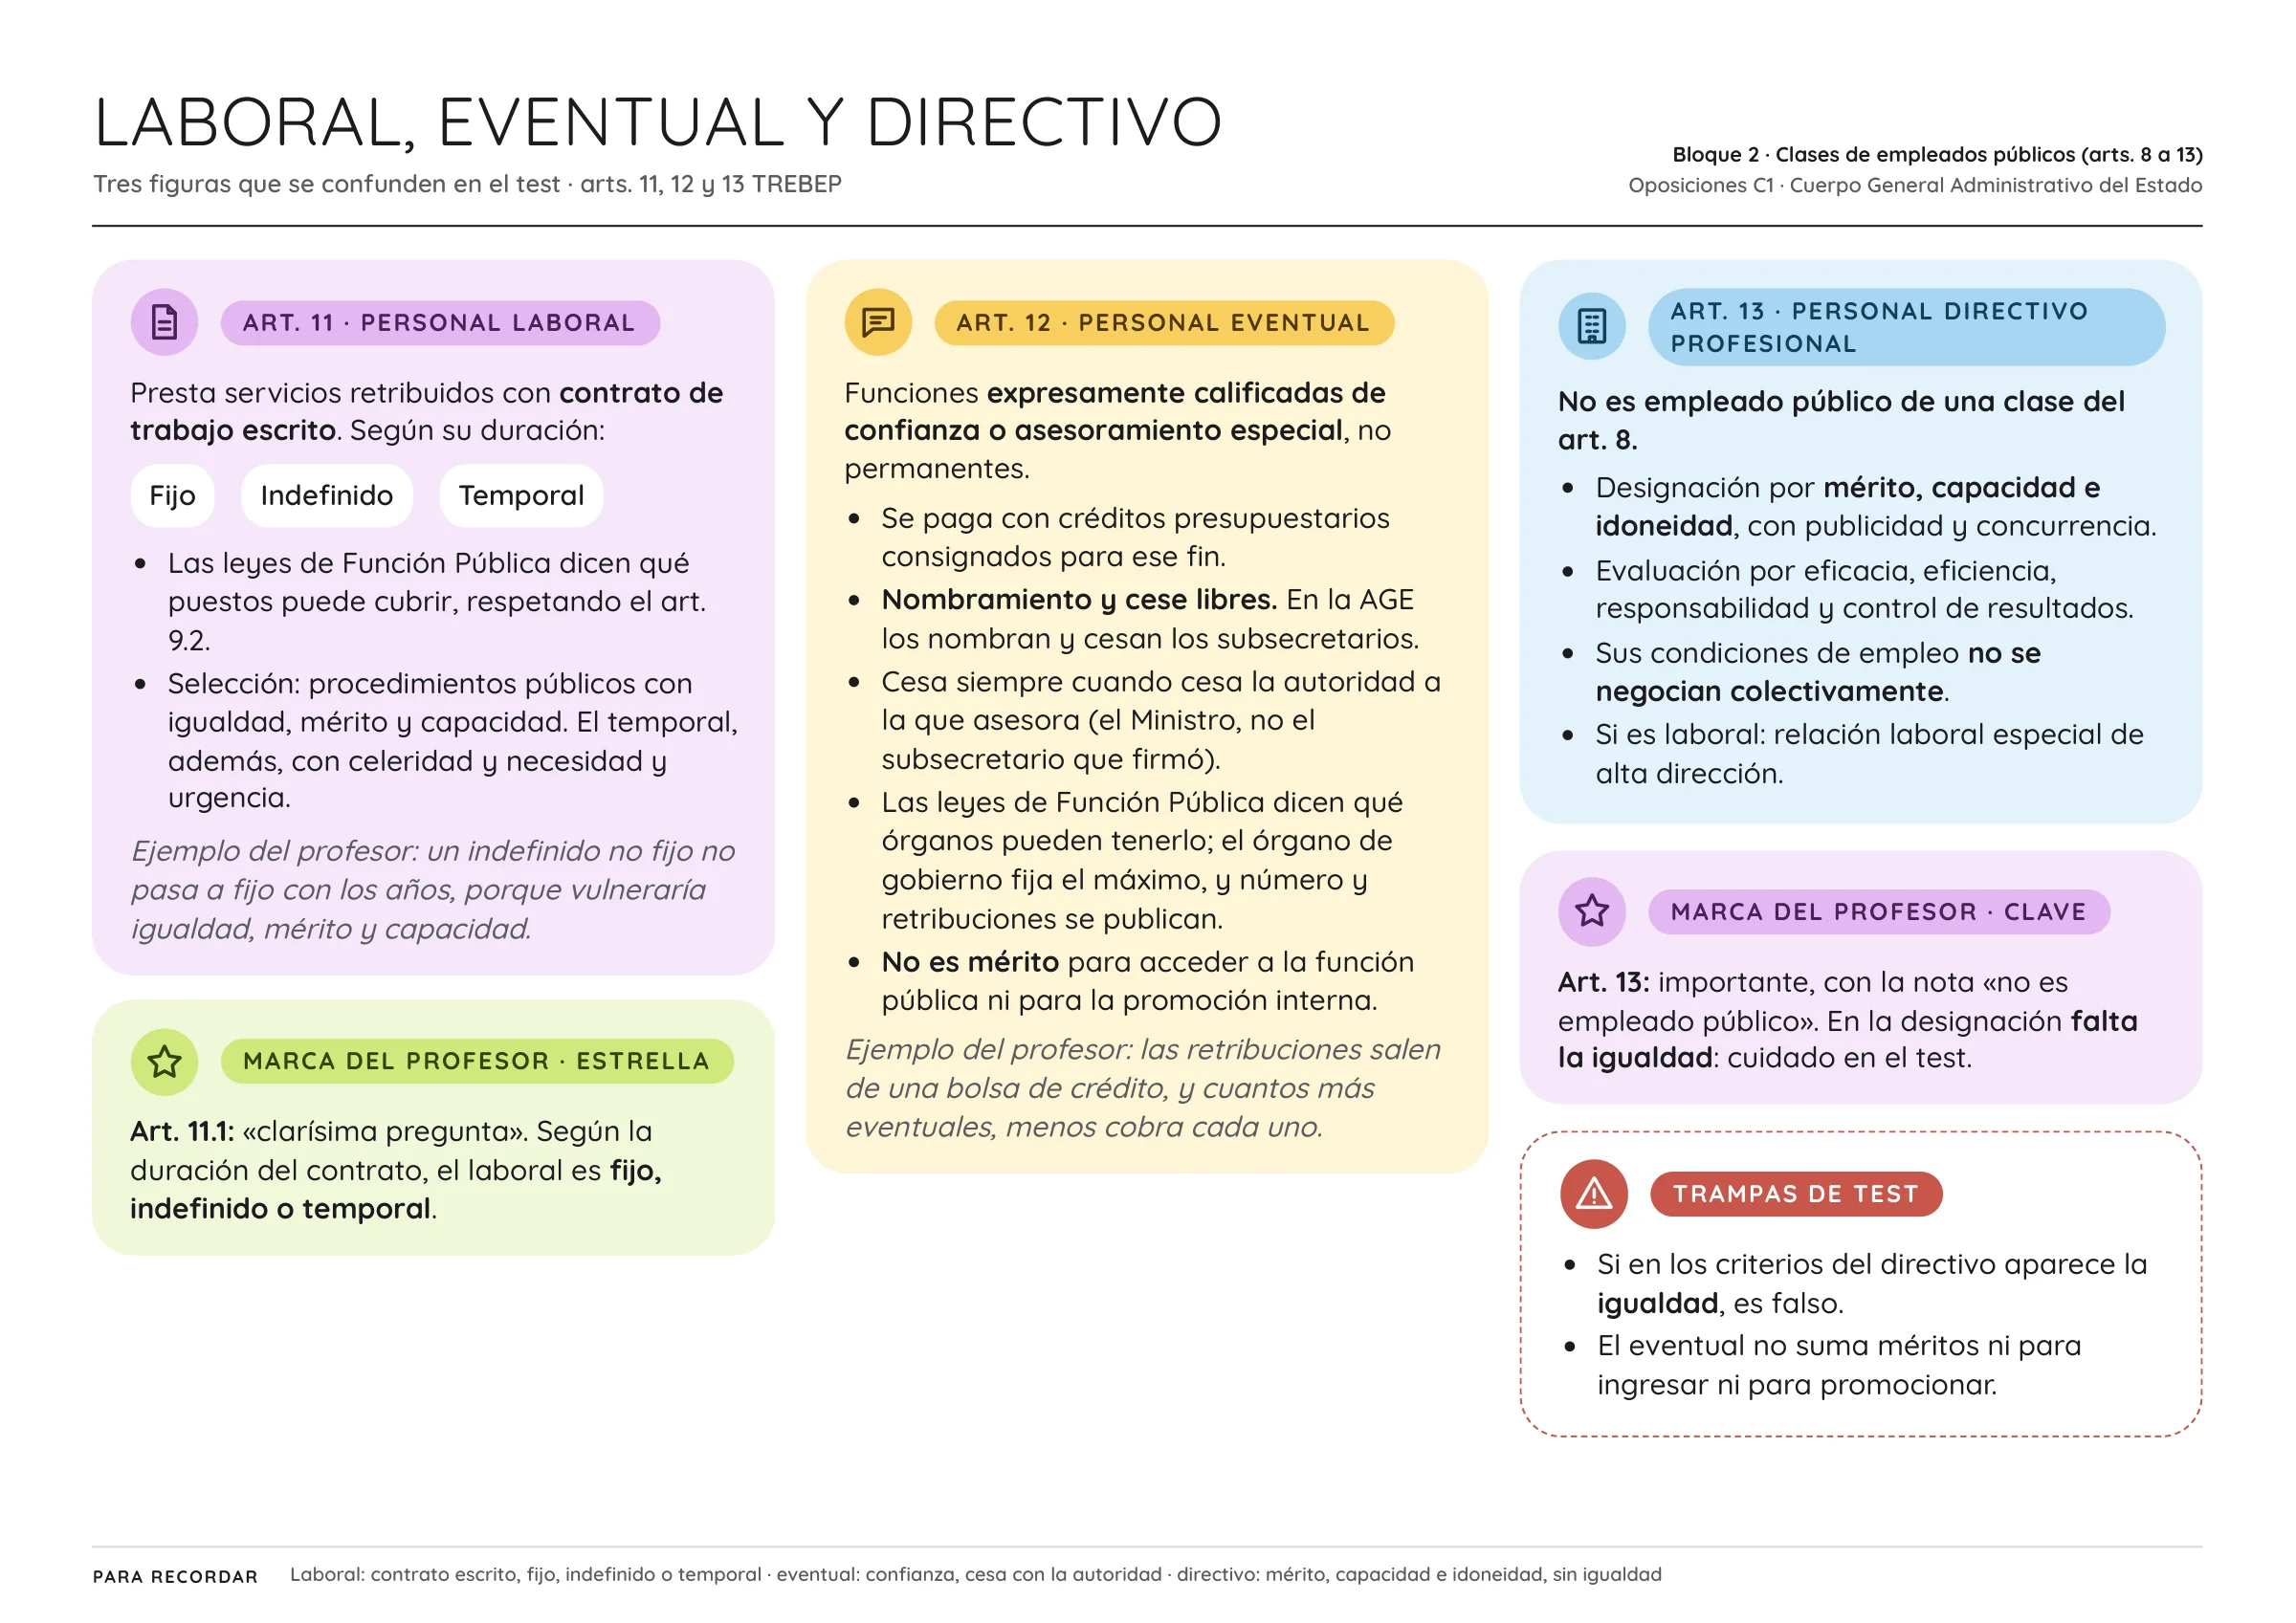 LABORAL, EVENTUAL Y DIRECTIVO
Tres figuras que se confunden en el test · arts. 11, 12 y 13 TREBEP
Bloque 2 · Clases de empleados públicos (arts. 8 a 13)
Oposiciones C1 · Cuerpo General Administrativo del Estado
ART. 11 · PERSONAL LABORAL
Presta servicios retribuidos con contrato de
trabajo escrito. Según su duración:
Fijo Indefinido Temporal
• Las leyes de Función Pública dicen qué
puestos puede cubrir, respetando el art.
9.2.
• Selección: procedimientos públicos con
igualdad, mérito y capacidad. El temporal,
además, con celeridad y necesidad y
urgencia.
Ejemplo del profesor: un indefinido no fijo no
pasa a fijo con los años, porque vulneraría
igualdad, mérito y capacidad.
MARCA DEL PROFESOR · ESTRELLA
Art. 11.1: «clarísima pregunta». Según la
duración del contrato, el laboral es fijo,
indefinido o temporal.
ART. 12 · PERSONAL EVENTUAL
Funciones expresamente calificadas de
confianza o asesoramiento especial, no
permanentes.
• Se paga con créditos presupuestarios
consignados para ese fin.
• Nombramiento y cese libres. En la AGE
los nombran y cesan los subsecretarios.
• Cesa siempre cuando cesa la autoridad a
la que asesora (el Ministro, no el
subsecretario que firmó).
• Las leyes de Función Pública dicen qué
órganos pueden tenerlo; el órgano de
gobierno fija el máximo, y número y
retribuciones se publican.
• No es mérito para acceder a la función
pública ni para la promoción interna.
Ejemplo del profesor: las retribuciones salen
de una bolsa de crédito, y cuantos más
eventuales, menos cobra cada uno.
ART. 13 · PERSONAL DIRECTIVO
PROFESIONAL
No es empleado público de una clase del
art. 8.
• Designación por mérito, capacidad e
idoneidad, con publicidad y concurrencia.
• Evaluación por eficacia, eficiencia,
responsabilidad y control de resultados.
• Sus condiciones de empleo no se
negocian colectivamente.
• Si es laboral: relación laboral especial de
alta dirección.
MARCA DEL PROFESOR · CLAVE
Art. 13: importante, con la nota «no es
empleado público». En la designación falta
la igualdad: cuidado en el test.
TRAMPAS DE TEST
• Si en los criterios del directivo aparece la
igualdad, es falso.
• El eventual no suma méritos ni para
ingresar ni para promocionar.
PARA RECORDAR Laboral: contrato escrito, fijo, indefinido o temporal · eventual: confianza, cesa con la autoridad · directivo: mérito, capacidad e idoneidad, sin igualdad